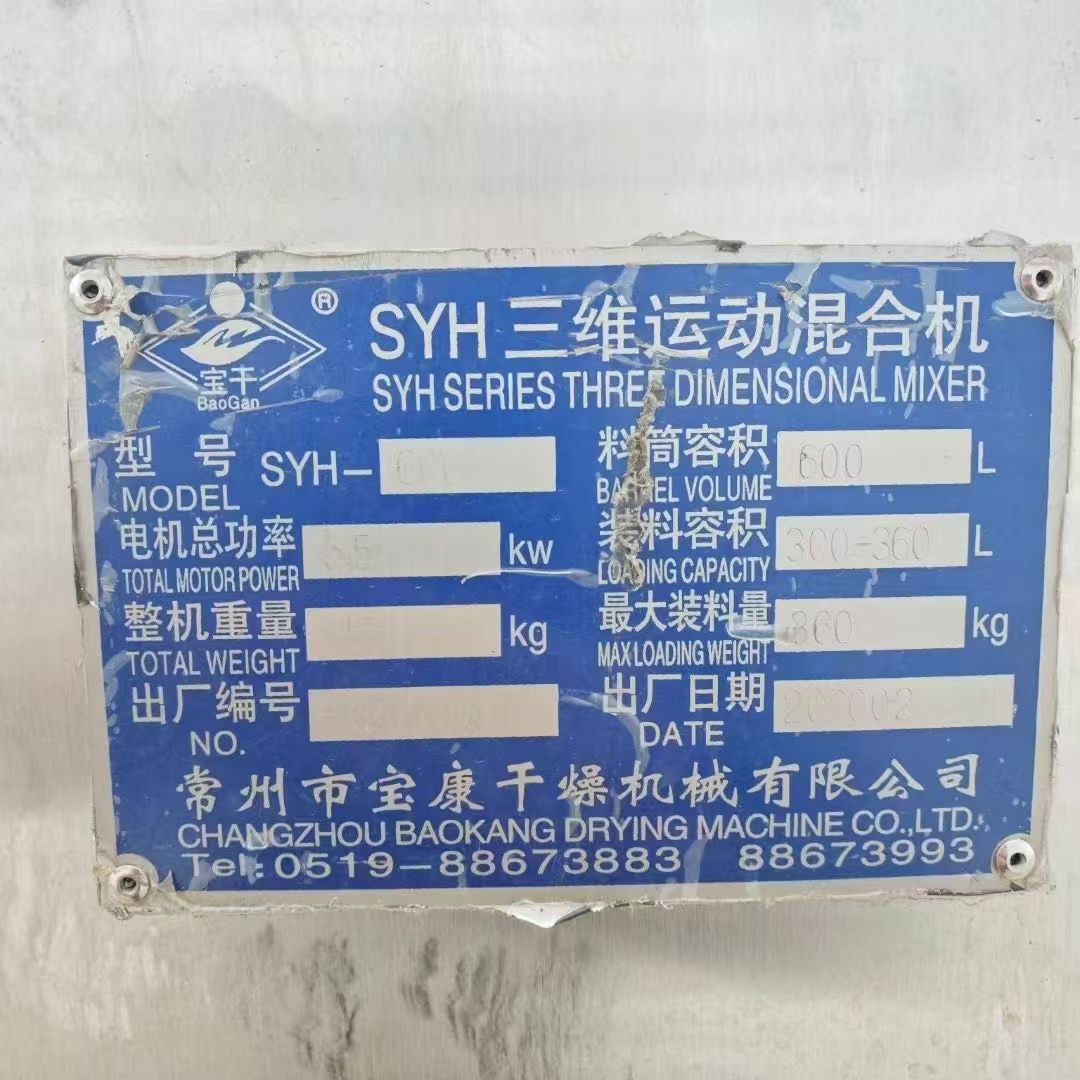 宝干
BaoGan
®
SYH 三维运动混合机
SYH SERIES THREE DIMENSIONAL MIXER
型号 SYH-
MODEL
料筒容积 600 L
BARREL VOLUME
电机总功率 kw
TOTAL MOTOR POWER
装料容积 300-360 L
LOADING CAPACITY
整机重量 kg
TOTAL WEIGHT
最大装料量 360 kg
MAX LOADING WEIGHT
出厂编号
NO.
出厂日期
DATE
常州市宝康干燥机械有限公司
CHANGZHOU BAOKANG DRYING MACHINE CO.,LTD.
Tel: 0519-88673883 88673993